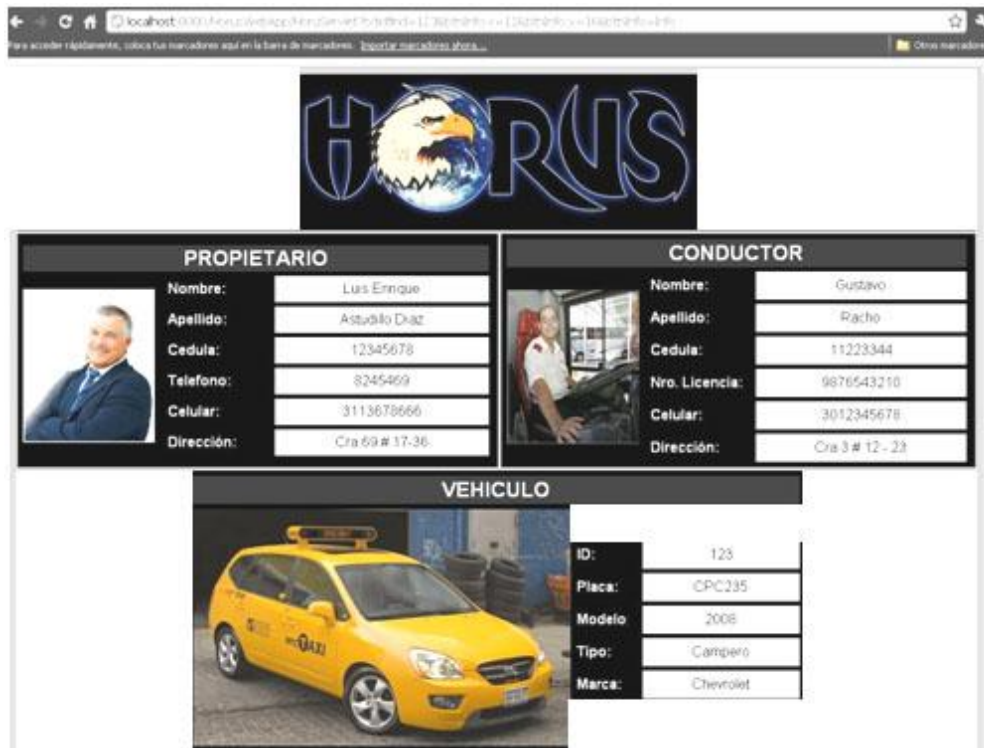 localhost
Para acceder rápidamente, coloca tus marcadores aquí en la barra de marcadores. Importar marcadores ahora...
Otros marcadores
HORUS
PROPIETARIO
Nombre: Luis Enrique
Apellido: Astudillo Diaz
Cedula: 12345678
Telefono: 8245469
Celular: 3113678666
Dirección: Cra 69 # 17-36
CONDUCTOR
Nombre: Gustavo
Apellido: Racho
Cedula: 11223344
Nro. Licencia: 9876543210
Celular: 3012345678
Dirección: Cra 3 # 12 - 23
VEHICULO
TAXI
ID: 123
Placa: CPC235
Modelo 2008
Tipo: Campero
Marca: Chevrolet